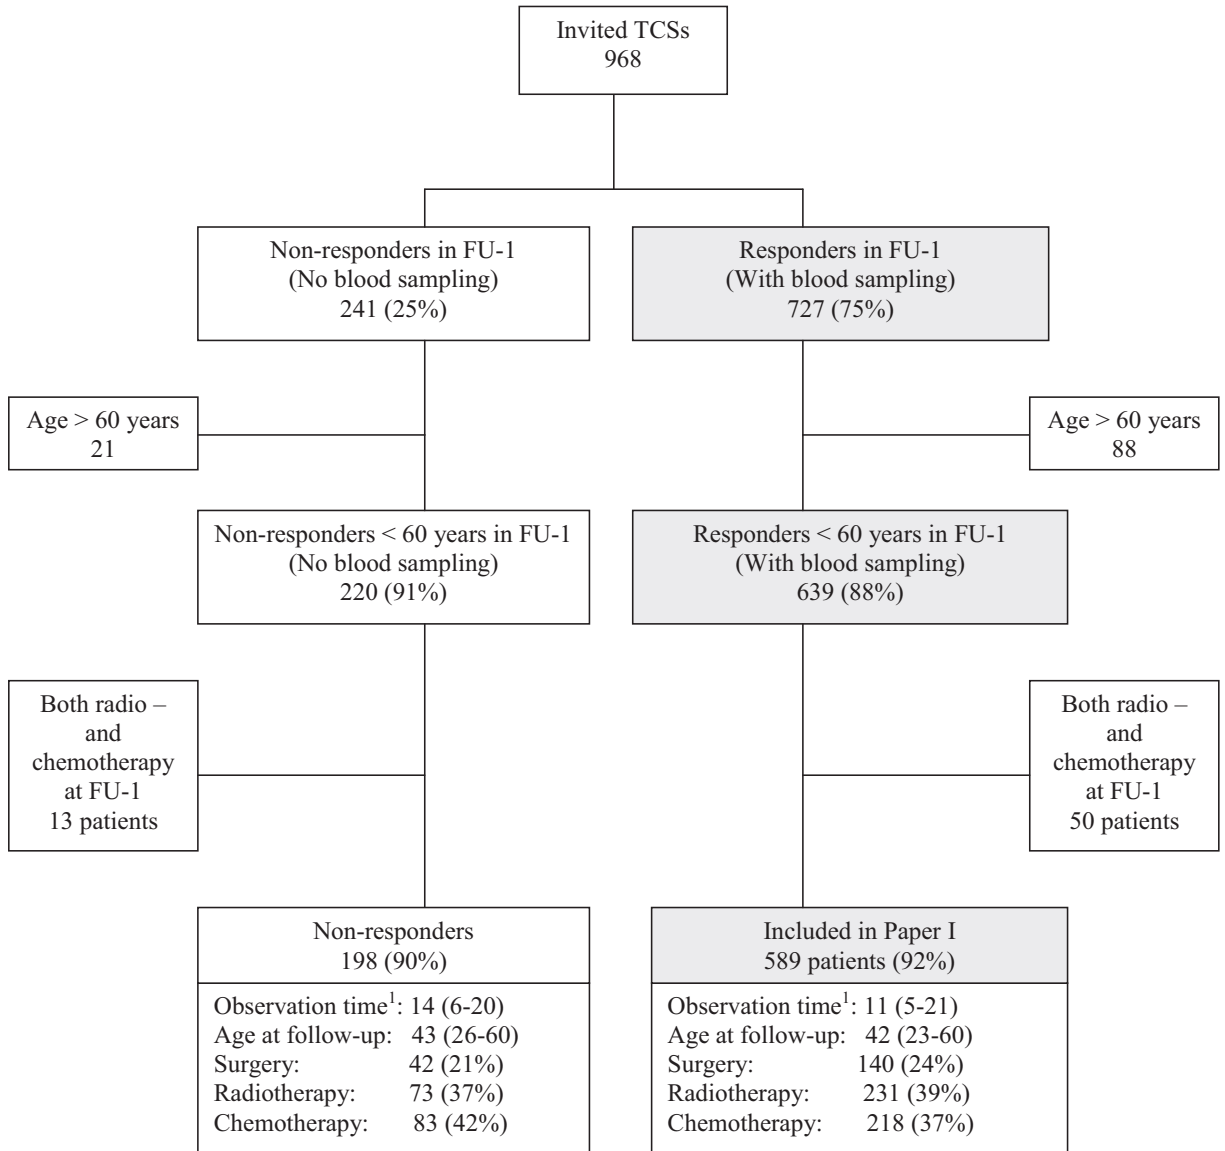 Invited TCSs
968
Non-responders in FU-1
(No blood sampling)
241 (25%)
Responders in FU-1
(With blood sampling)
727 (75%)
Age > 60 years
21
Age > 60 years
88
Non-responders < 60 years in FU-1
(No blood sampling)
220 (91%)
Responders < 60 years in FU-1
(With blood sampling)
639 (88%)
Both radio –
and
chemotherapy
at FU-1
13 patients
Both radio –
and
chemotherapy
at FU-1
50 patients
Non-responders
198 (90%)
Observation time¹: 14 (6-20)
Age at follow-up: 43 (26-60)
Surgery: 42 (21%)
Radiotherapy: 73 (37%)
Chemotherapy: 83 (42%)
Included in Paper I
589 patients (92%)
Observation time¹: 11 (5-21)
Age at follow-up: 42 (23-60)
Surgery: 140 (24%)
Radiotherapy: 231 (39%)
Chemotherapy: 218 (37%)